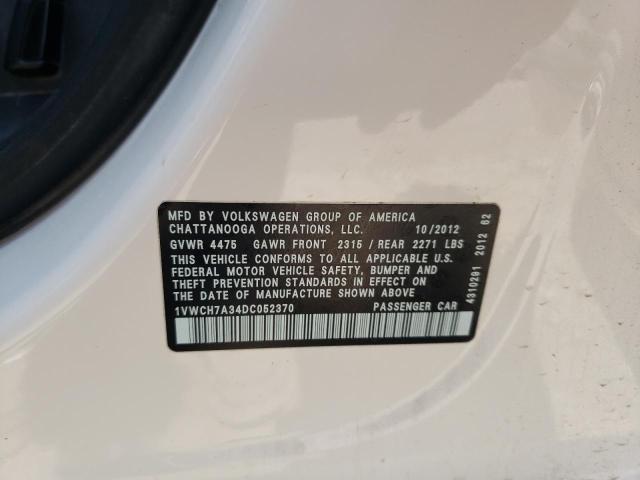 MFD BY VOLKSWAGEN GROUP OF AMERICA
CHATTANOOGA OPERATIONS, LLC. 10/2012
GVWR 4475 GAWR FRONT 2315 / REAR 2271 LBS
THIS VEHICLE CONFORMS TO ALL APPLICABLE U.S.
FEDERAL MOTOR VEHICLE SAFETY, BUMPER AND
THEFT PREVENTION STANDARDS IN EFFECT ON
THE DATE OF MANUFACTURE SHOWN ABOVE
1VWCH7A34DC052370 PASSENGER CAR
4310291 2012 62